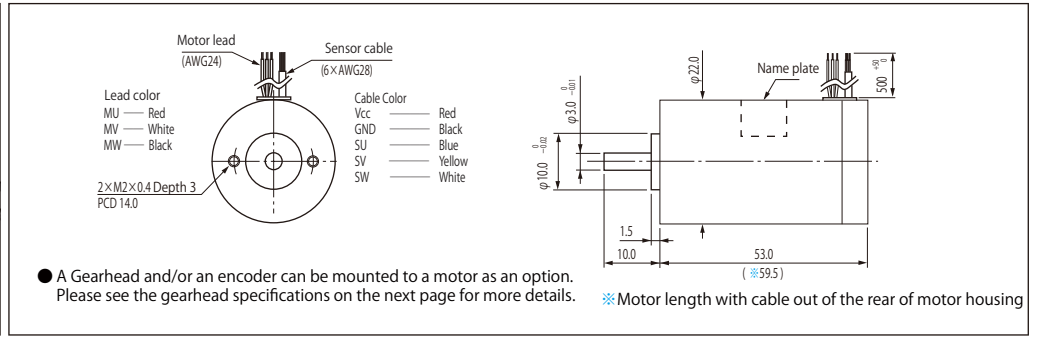 Motor lead
(AWG24)
Sensor cable
(6×AWG28)
Lead color
MU — Red
MV — White
MW — Black
Cable Color
Vcc — Red
GND — Black
SU — Blue
SV — Yellow
SW — White
2×M2×0.4 Depth 3
PCD 14.0
φ22.0
Name plate
500 +50 0
φ3.0 0 -0.01
φ10.0 0 -0.02
1.5
10.0
53.0
(※59.5)
● A Gearhead and/or an encoder can be mounted to a motor as an option.
Please see the gearhead specifications on the next page for more details.
※Motor length with cable out of the rear of motor housing